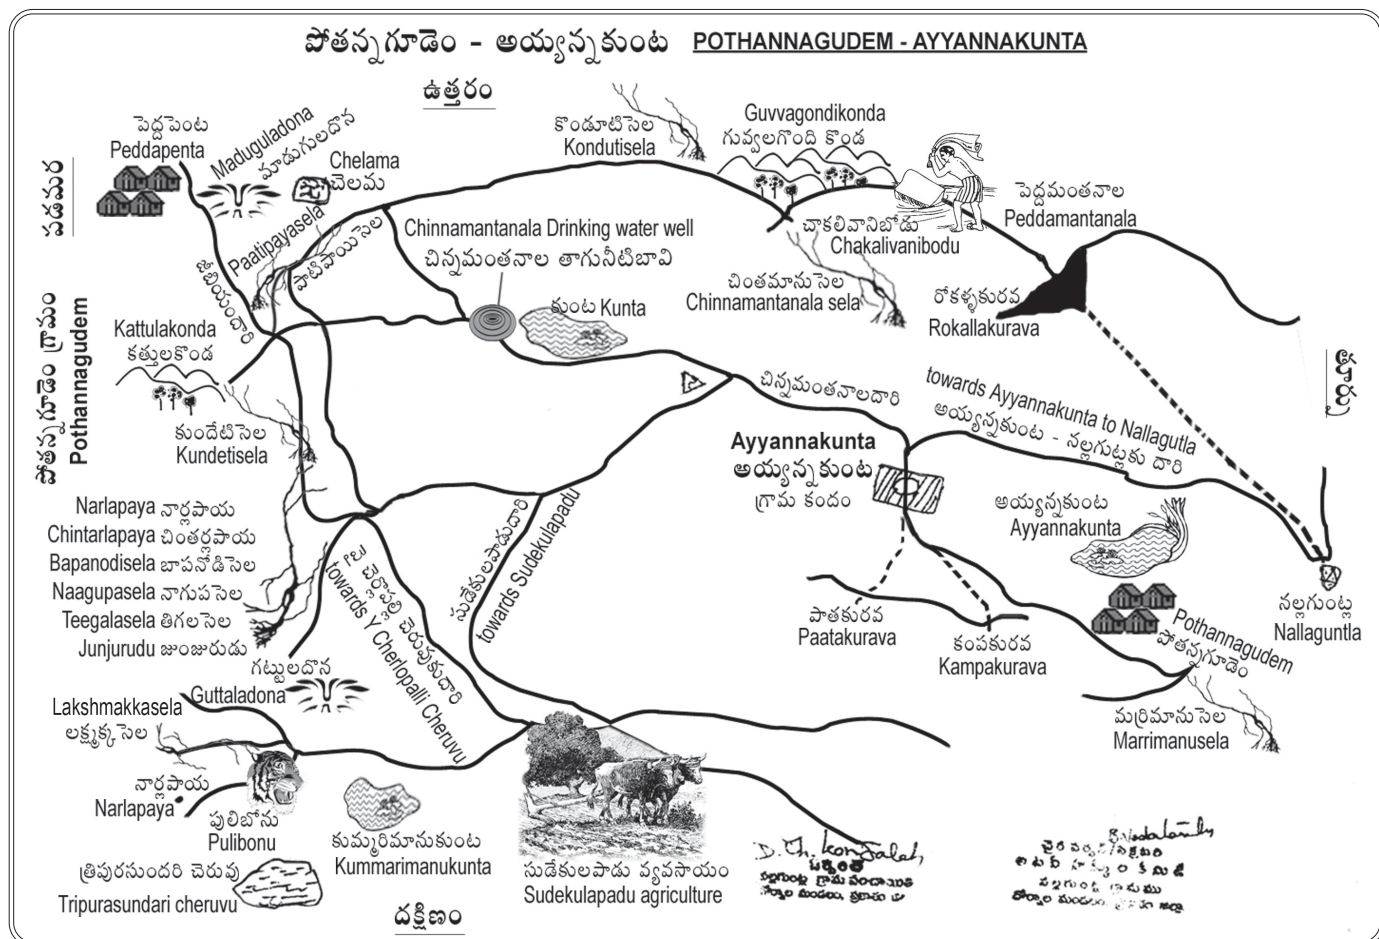 పోతన్నగూడెం - అయ్యన్నకుంట POTHANNAGUDEM - AYYANNAKUNTA
ఉత్తరం
పెద్దపెంట
Peddapenta
Maduguladona
మాడుగులదొన
Chelama
చెలమ
కొండూటిసెల
Kondutisela
Guvvagondikonda
గువ్వలగొంది కొండ
పెద్దమంతనాల
Peddamantanala
చాకలివానిబోడు
Chakalivanibodu
పడమర
Paatipayasela
పాటిపాయిసెల
Chinnamantanala Drinking water well
చిన్నమంతనాల తాగునీటిబావి
చింతమానుసెల
Chinnamantanala sela
రోకళ్ళకురవ
Rokallakurava
కుంట Kunta
పోతన్నగూడెం గ్రామం
Pothannagudem
Kattulakonda
కత్తులకొండ
తూర్పు
చిన్నమంతనాలదారి
towards Ayyannakunta to Nallagutla
అయ్యన్నకుంట - నల్లగుట్లకు దారి
కుందేటిసెల
Kundetisela
Ayyannakunta
అయ్యన్నకుంట
గ్రామ కందం
అయ్యన్నకుంట
Ayyannakunta
Narlapaya నార్లపాయ
Chintarlapaya చింతర్లపాయ
Bapanodisela బాపనోడిసెల
Naagupasela నాగుపసెల
Teegalasela తీగలసెల
Junjurudu జుంజురుడు
వై చెర్లోపల్లి చెరువుకుదారి
towards Y Cherlopalli Cheruvu
సుడేకులపాడుదారి
towards Sudekulapadu
పాతకురవ
Paatakurava
కంపకురవ
Kampakurava
Pothannagudem
పోతన్నగూడెం
నల్లగుంట్ల
Nallaguntla
గట్టులదొన
Guttaladona
Lakshmakkasela
లక్ష్మక్కసెల
మర్రిమానుసెల
Marrimanusela
నార్లపాయ
Narlapaya
పులిబోను
Pulibonu
కుమ్మరిమానుకుంట
Kummarimanukunta
సుడేకులపాడు వ్యవసాయం
Sudekulapadu agriculture
త్రిపురసుందరి చెరువు
Tripurasundari cheruvu
దక్షిణం